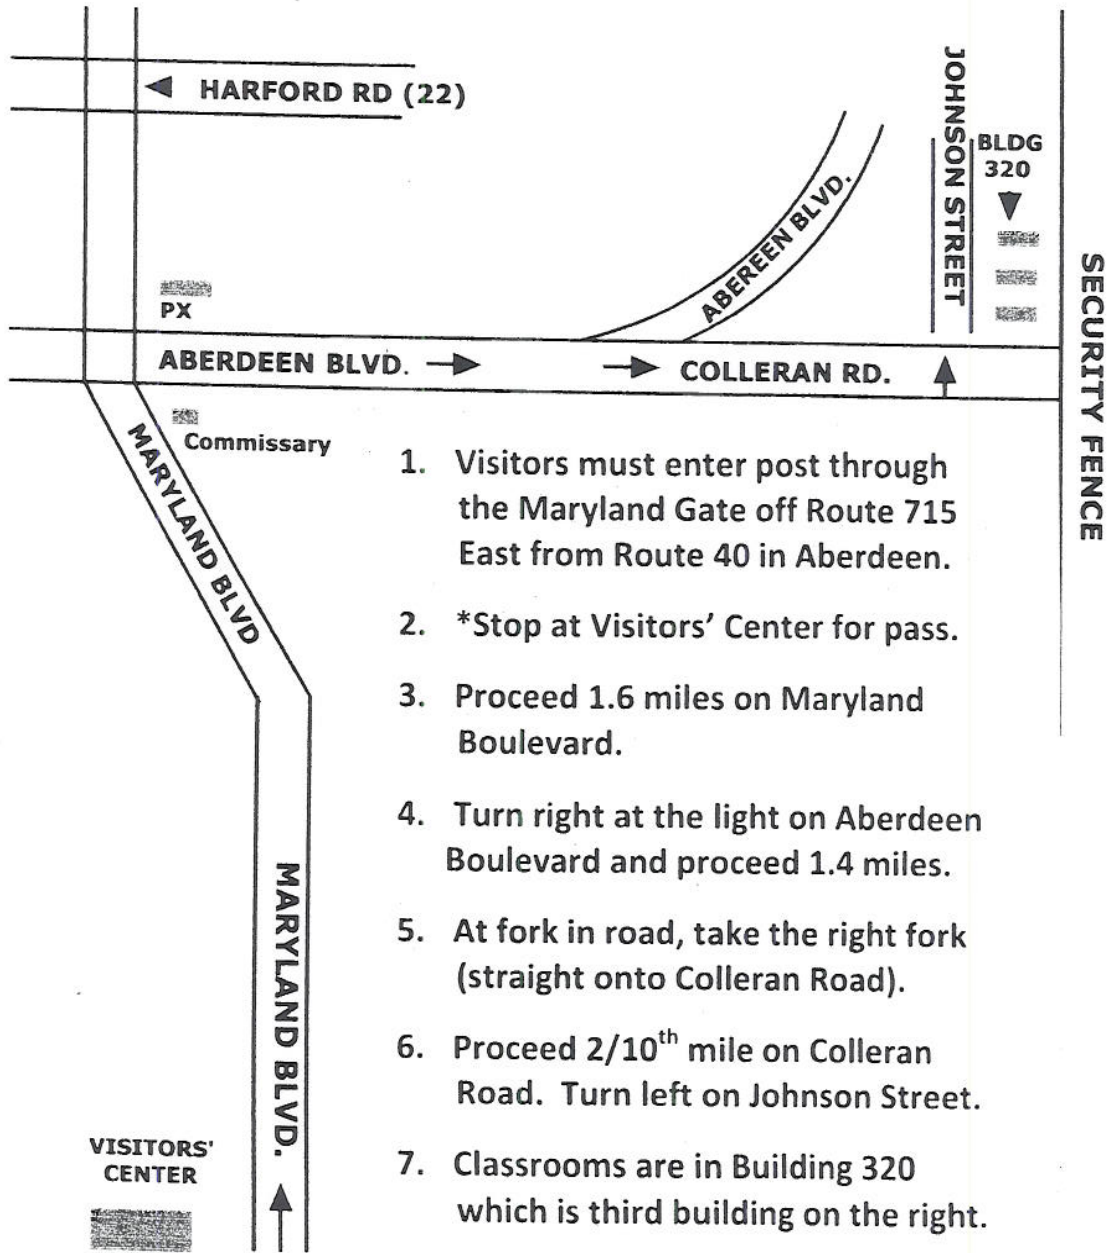 HARFORD RD (22)
JOHNSON STREET
BLDG
320
ABEREEN BLVD.
SECURITY FENCE
PX
ABERDEEN BLVD.
COLLERAN RD.
Commissary
MARYLAND BLVD
1. Visitors must enter post through
the Maryland Gate off Route 715
East from Route 40 in Aberdeen.
2. *Stop at Visitors' Center for pass.
3. Proceed 1.6 miles on Maryland
Boulevard.
4. Turn right at the light on Aberdeen
Boulevard and proceed 1.4 miles.
5. At fork in road, take the right fork
(straight onto Colleran Road).
6. Proceed 2/10th mile on Colleran
Road. Turn left on Johnson Street.
7. Classrooms are in Building 320
which is third building on the right.
MARYLAND BLVD.
VISITORS'
CENTER